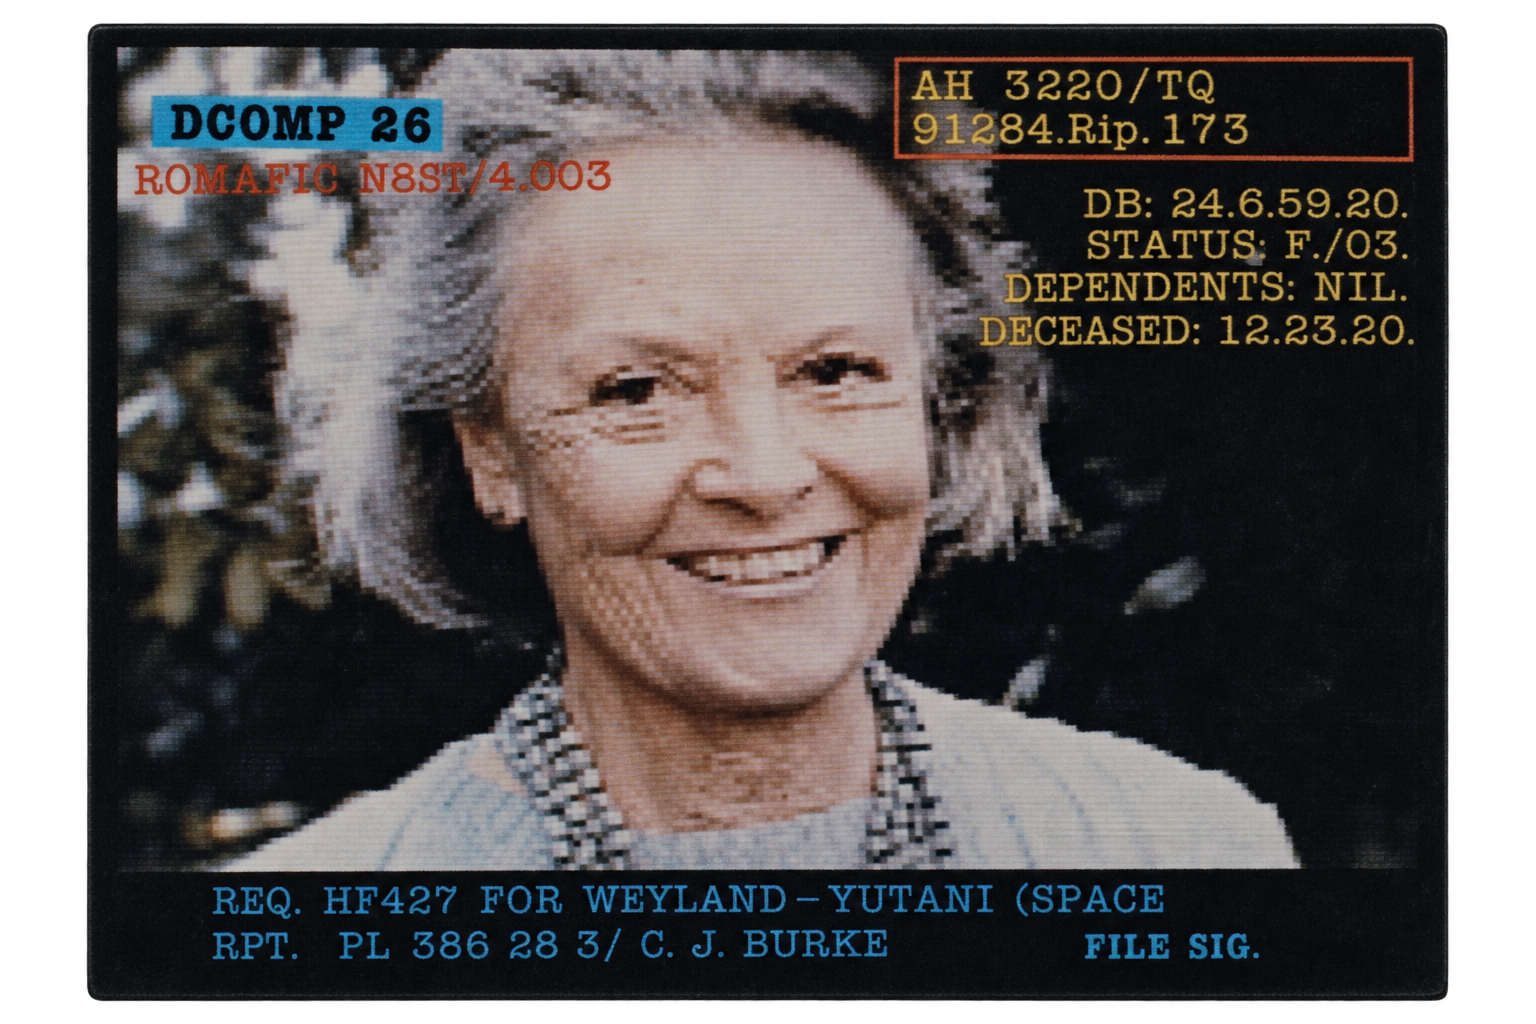 DCOMP 26
ROMAFIC N8ST/4.003
AH 3220/TQ
91284.Rip.173
DB: 24.6.59.20.
STATUS: F./03.
DEPENDENTS: NIL.
DECEASED: 12.23.20.
REQ. HF427 FOR WEYLAND–YUTANI (SPACE
RPT. PL 386 28 3/ C. J. BURKE
FILE SIG.